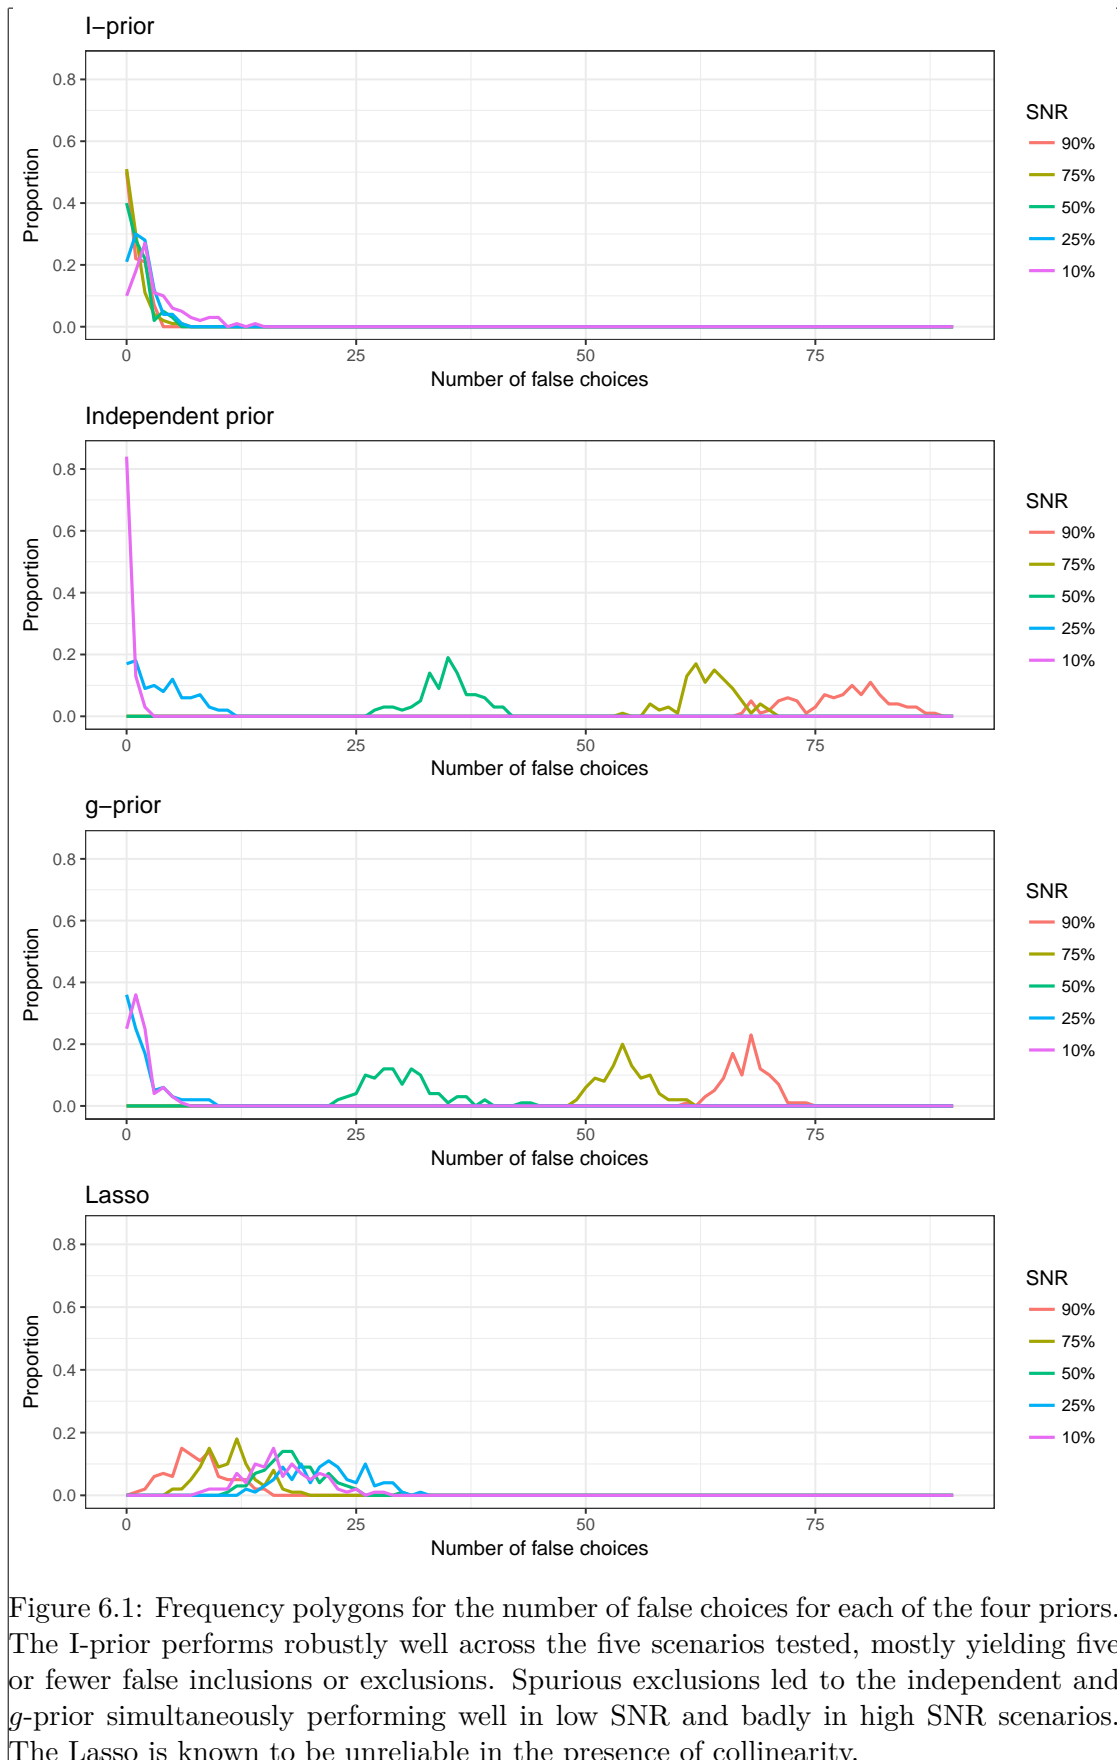 I−prior
0.8
0.6
0.4
0.2
0.0
Proportion
0 25 50 75
Number of false choices
SNR
90%
75%
50%
25%
10%
Independent prior
0.8
0.6
0.4
0.2
0.0
Proportion
0 25 50 75
Number of false choices
SNR
90%
75%
50%
25%
10%
g−prior
0.8
0.6
0.4
0.2
0.0
Proportion
0 25 50 75
Number of false choices
SNR
90%
75%
50%
25%
10%
Lasso
0.8
0.6
0.4
0.2
0.0
Proportion
0 25 50 75
Number of false choices
SNR
90%
75%
50%
25%
10%
Figure 6.1: Frequency polygons for the number of false choices for each of the four priors.
The I-prior performs robustly well across the five scenarios tested, mostly yielding five
or fewer false inclusions or exclusions. Spurious exclusions led to the independent and
g-prior simultaneously performing well in low SNR and badly in high SNR scenarios.
The Lasso is known to be unreliable in the presence of collinearity.